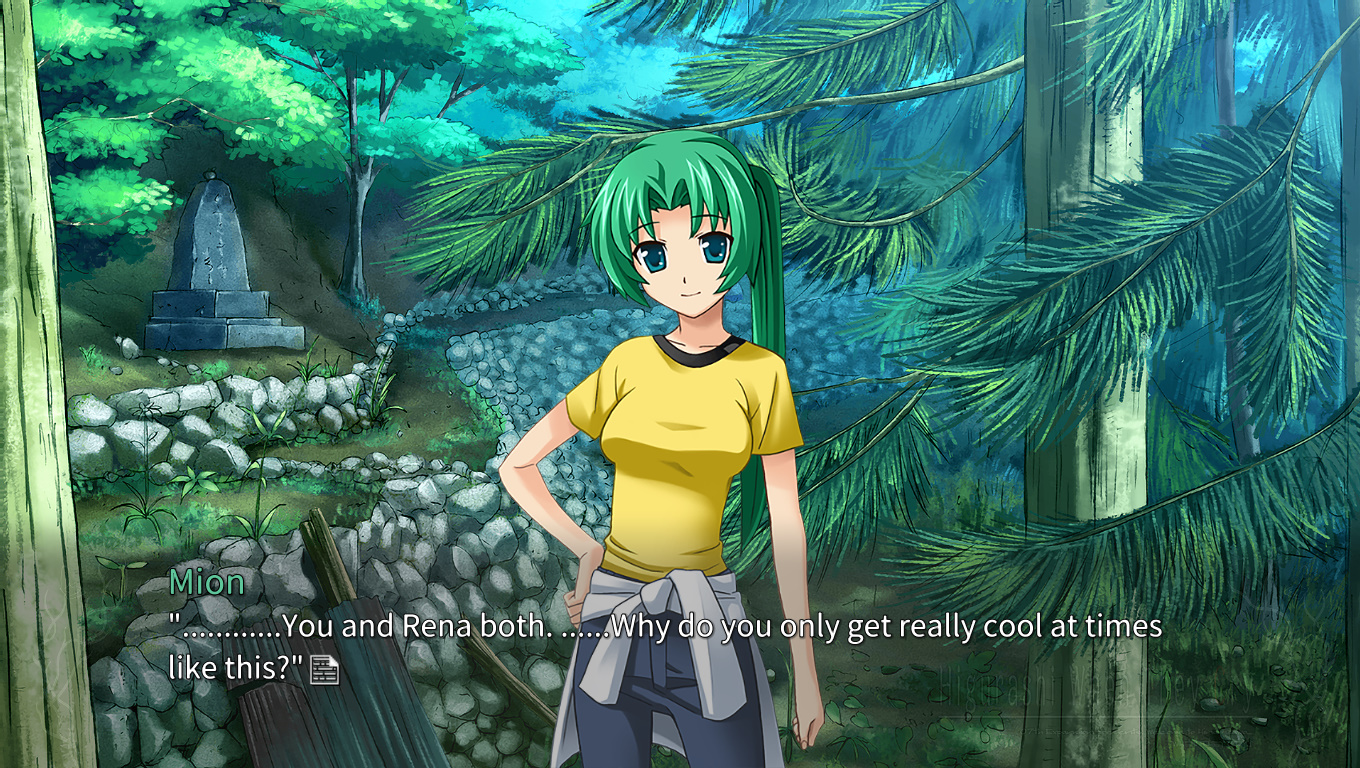 Mion
"............You and Rena both. ......Why do you only get really cool at times
like this?"